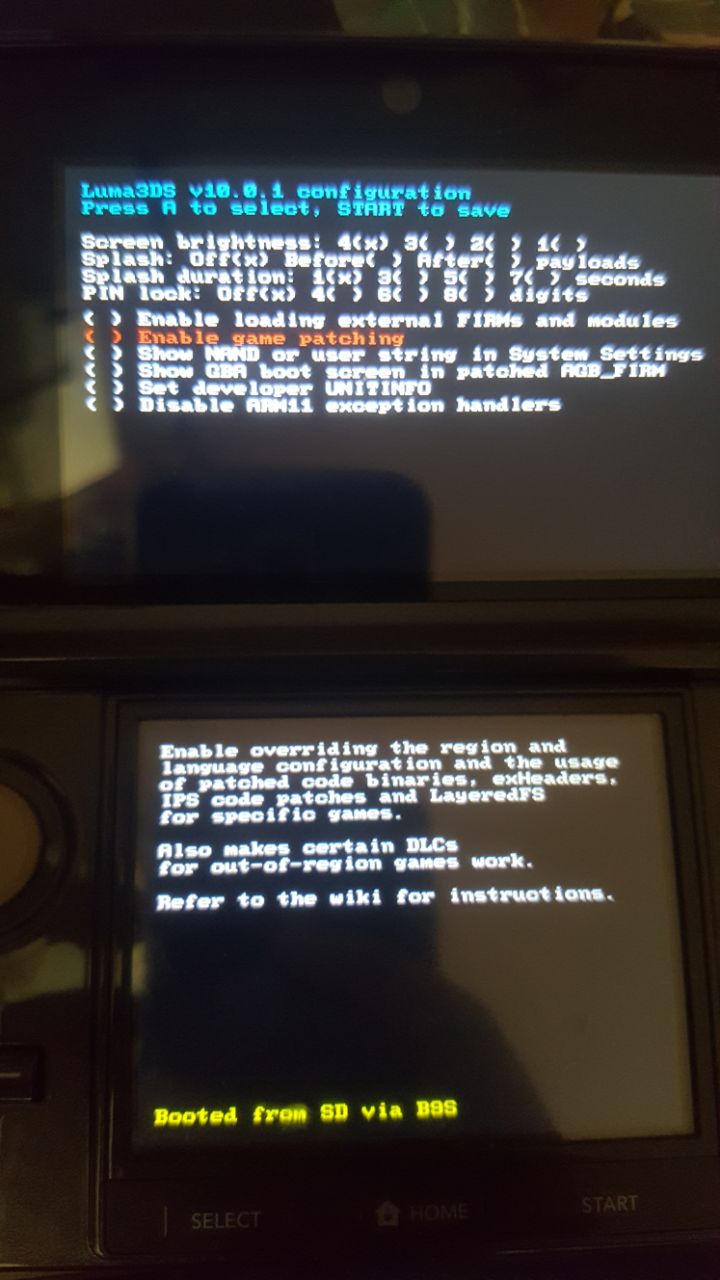 Luma3DS v10.0.1 configuration
Press A to select, START to save
Screen brightness: 4(x) 3( ) 2( ) 1( )
Splash: Off(x) Before( ) After( ) payloads
Splash duration: 1(x) 3( ) 5( ) 7( ) seconds
PIN lock: Off(x) 4( ) 6( ) 8( ) digits
( ) Enable loading external FIRMs and modules
( ) Enable game patching
( ) Show NAND or user string in System Settings
( ) Show GBA boot screen in patched AGB_FIRM
( ) Set developer UNITINFO
( ) Disable ARM11 exception handlers
Enable overriding the region and
language configuration and the usage
of patched code binaries, exHeaders,
IPS code patches and LayeredFS
for specific games.
Also makes certain DLCs
for out-of-region games work.
Refer to the wiki for instructions.
Booted from SD via B9S
SELECT
HOME
START